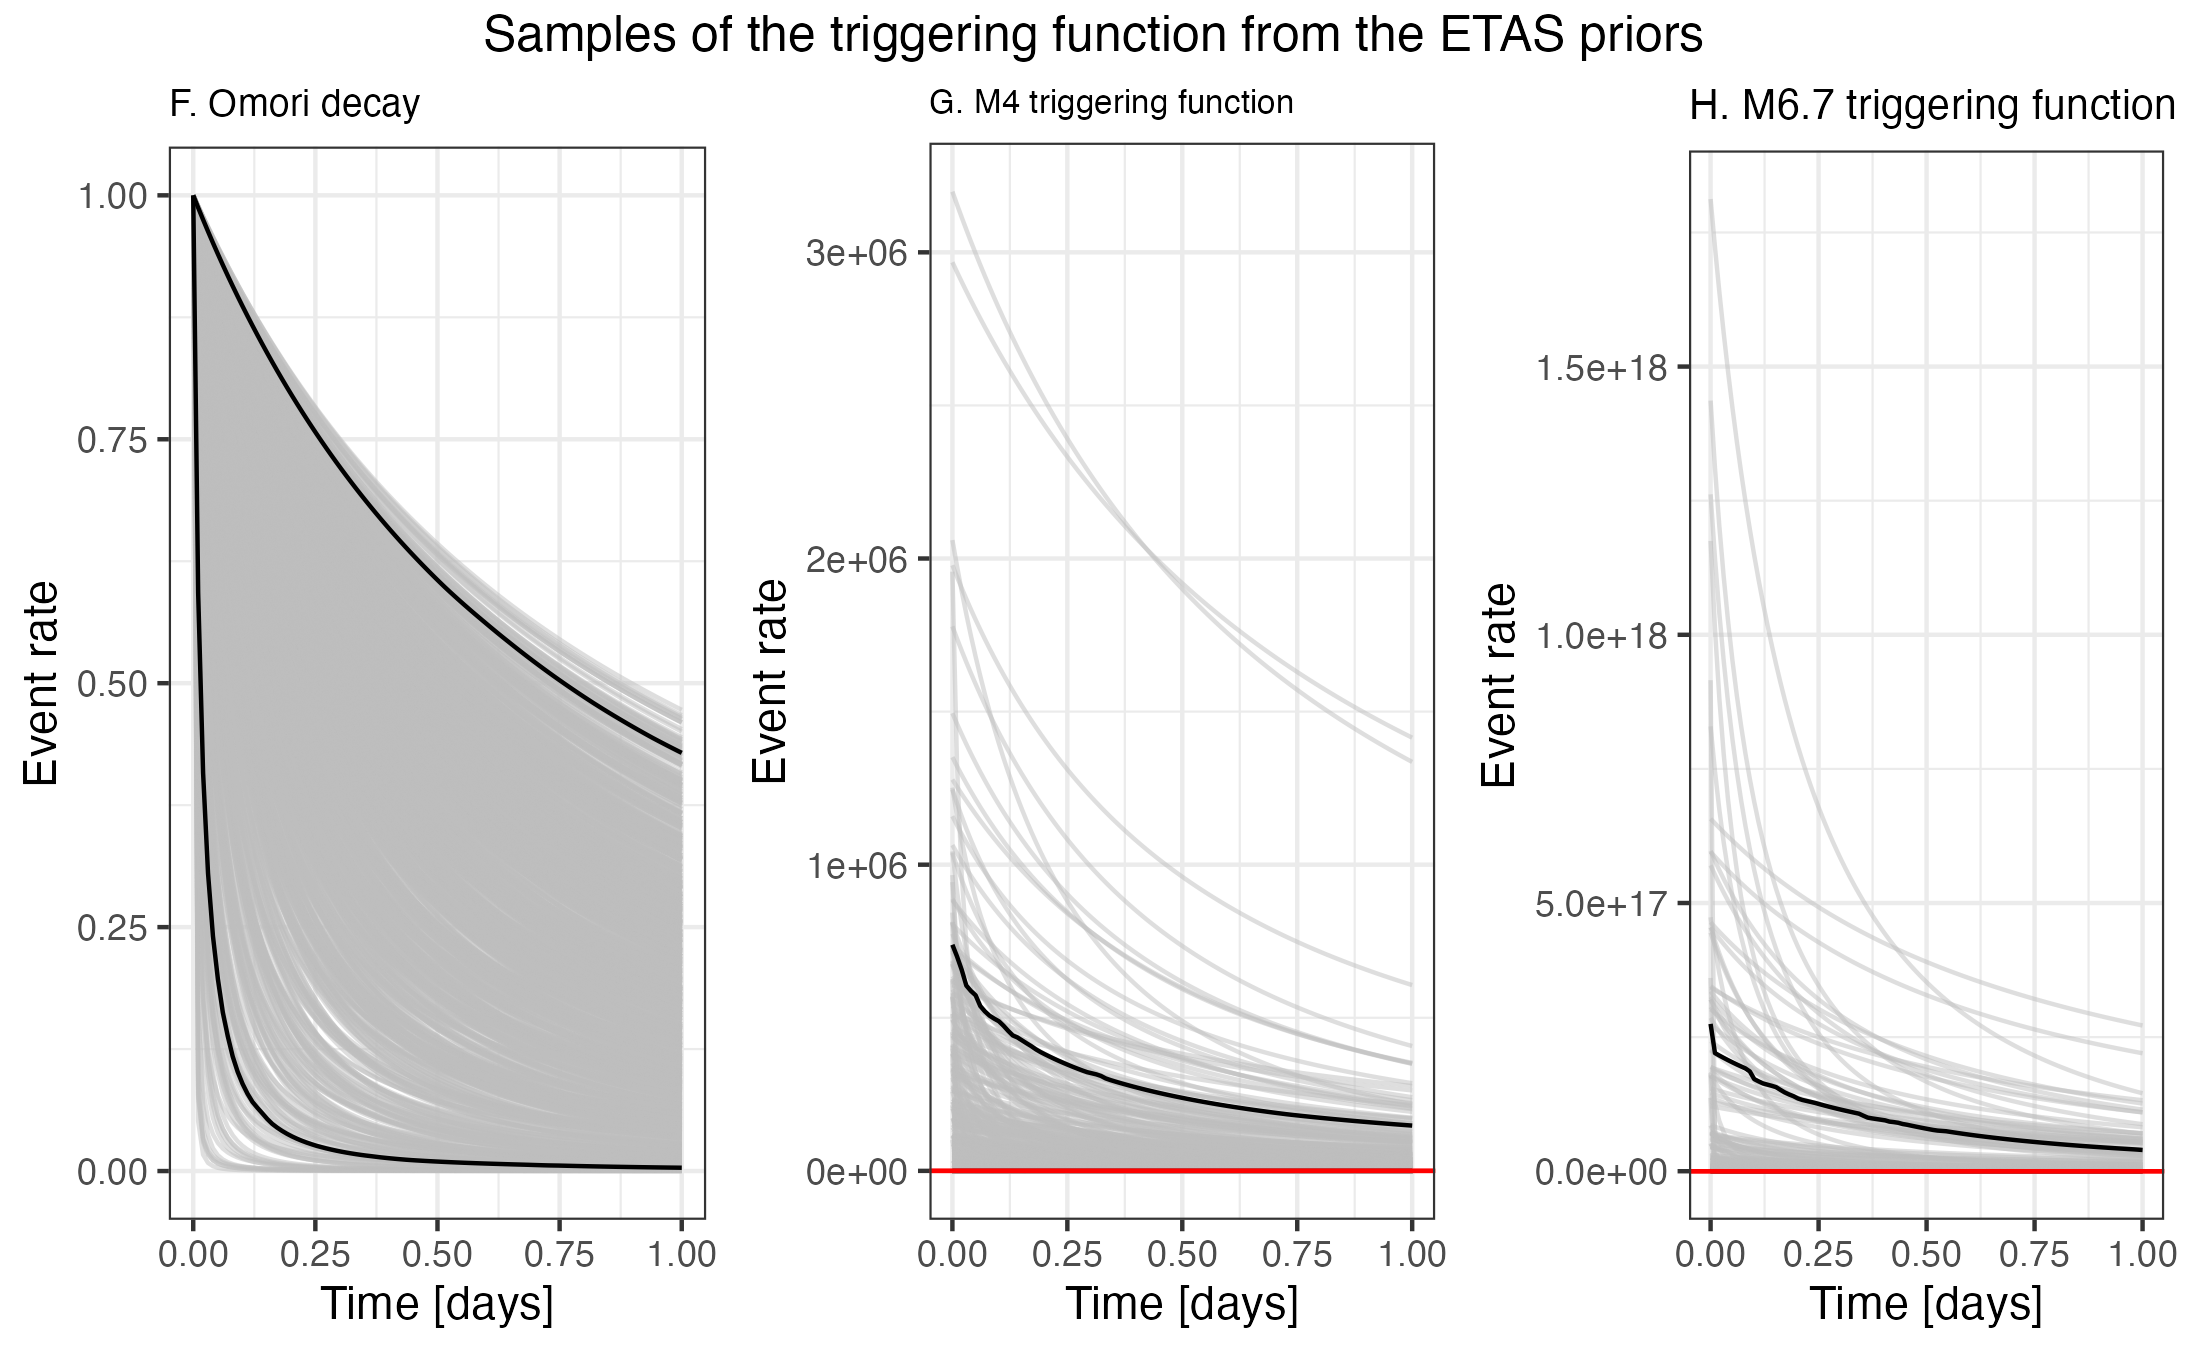 Samples of the triggering function from the ETAS priors
F. Omori decay
Event rate
1.00
0.75
0.50
0.25
0.00
0.00 0.25 0.50 0.75 1.00
Time [days]
G. M4 triggering function
Event rate
3e+06
2e+06
1e+06
0e+00
0.00 0.25 0.50 0.75 1.00
Time [days]
H. M6.7 triggering function
Event rate
1.5e+18
1.0e+18
5.0e+17
0.0e+00
0.00 0.25 0.50 0.75 1.00
Time [days]